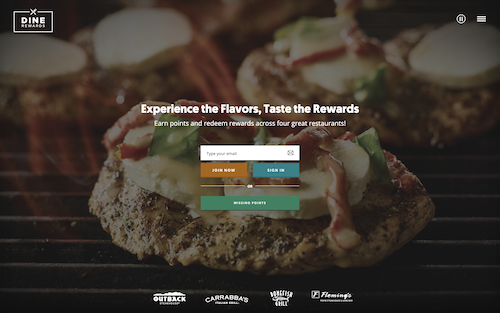 DINE
REWARDS
Experience the Flavors, Taste the Rewards
Earn points and redeem rewards across four great restaurants!
Type your email
JOIN NOW
SIGN IN
OR
MISSING POINTS
OUTBACK
STEAKHOUSE
CARRABBA'S
ITALIAN GRILL
BONEFISH
GRILL
Fleming's